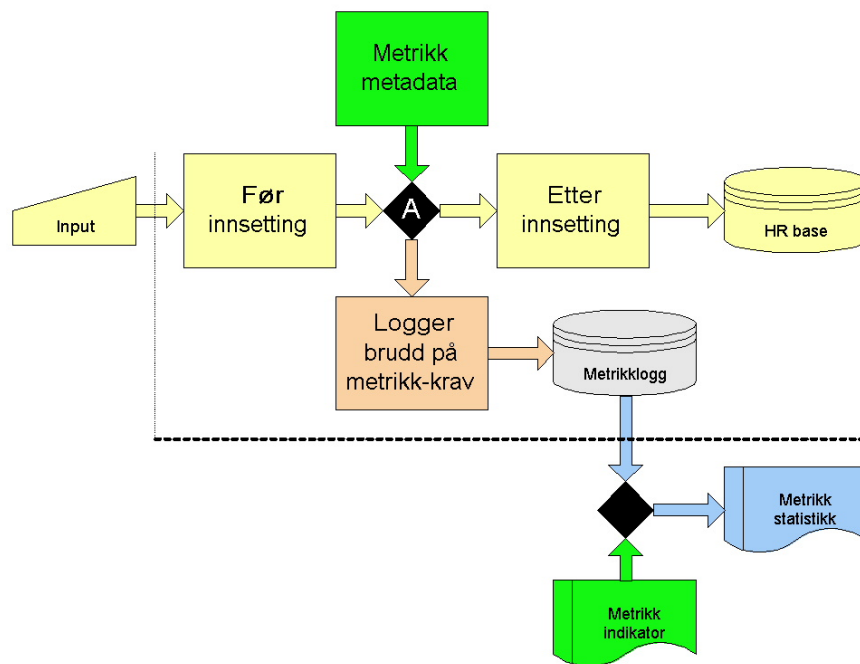 Metrikk
metadata
Input
Før
innsetting
A
Etter
innsetting
HR base
Logger
brudd på
metrikk-krav
Metrikklogg
Metrikk
statistikk
Metrikk
indikator